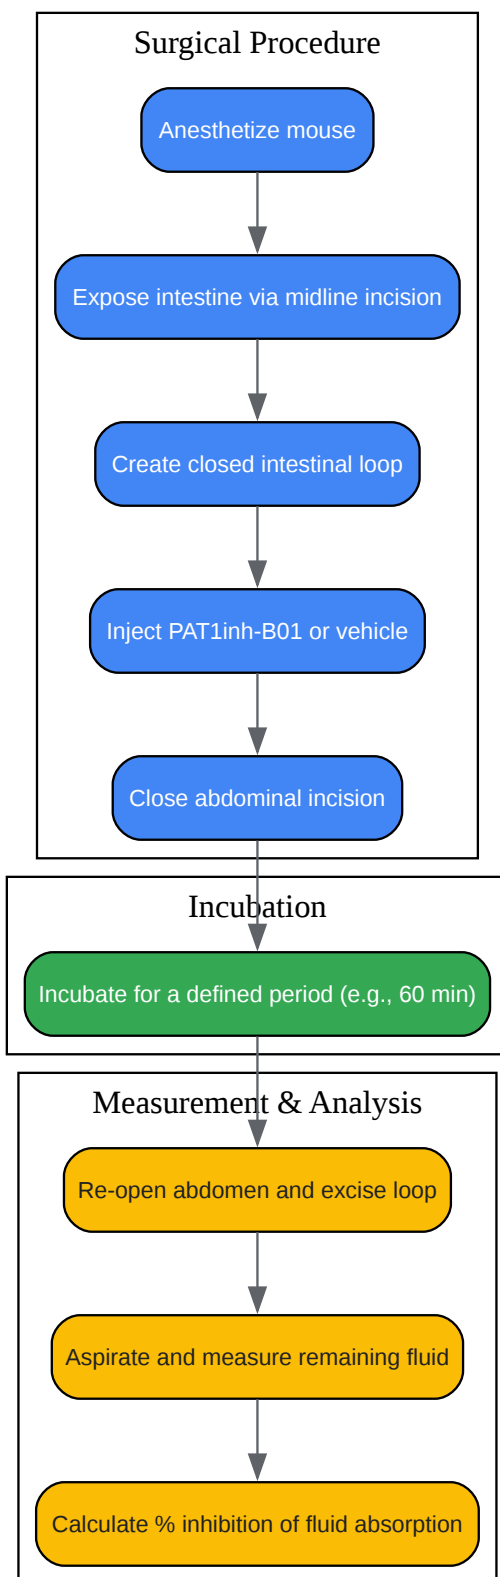 Surgical Procedure
Anesthetize mouse
Expose intestine via midline incision
Create closed intestinal loop
Inject PAT1inh-B01 or vehicle
Close abdominal incision
Incubation
Incubate for a defined period (e.g., 60 min)
Measurement & Analysis
Re-open abdomen and excise loop
Aspirate and measure remaining fluid
Calculate % inhibition of fluid absorption